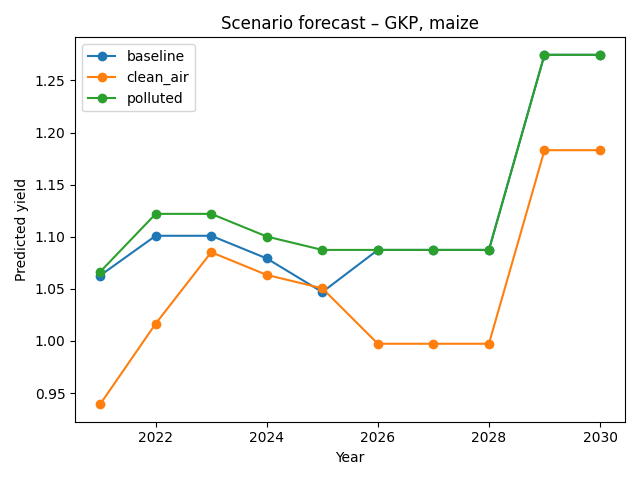 Scenario forecast – GKP, maize
baseline
clean_air
polluted
Predicted yield
1.25
1.20
1.15
1.10
1.05
1.00
0.95
2022 2024 2026 2028 2030
Year